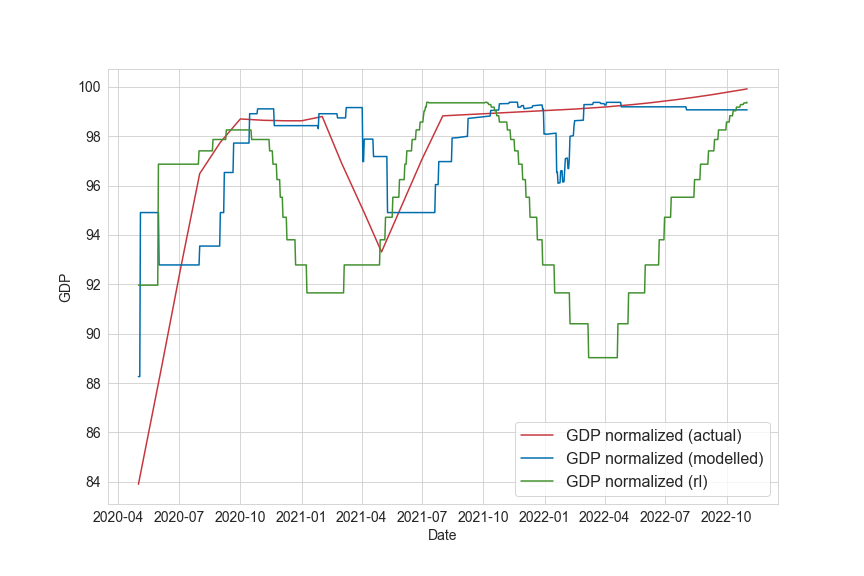 100
98
96
94
92
90
88
86
84
GDP
GDP normalized (actual)
GDP normalized (modelled)
GDP normalized (rl)
2020-04 2020-07 2020-10 2021-01 2021-04 2021-07 2021-10 2022-01 2022-04 2022-07 2022-10
Date